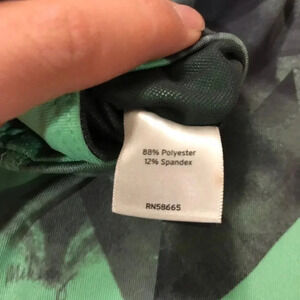 88% Polyester
12% Spandex
RN58665